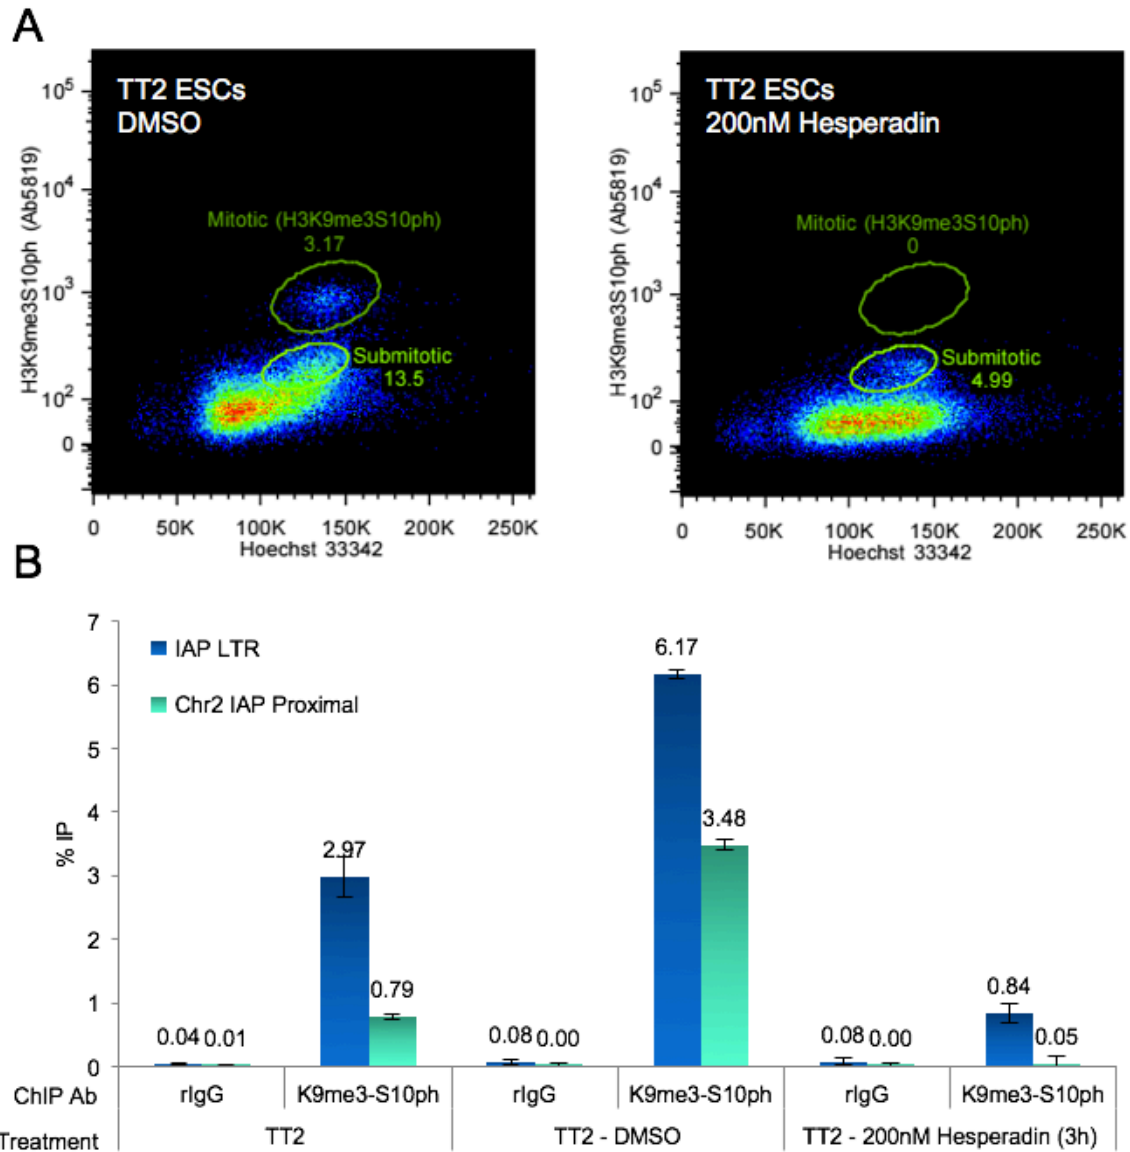 A
TT2 ESCs
DMSO
H3K9me3S10ph (Ab5819)
10^5
10^4
10^3
10^2
0
Mitotic (H3K9me3S10ph)
3.17
Submitotic
13.5
0 50K 100K 150K 200K 250K
Hoechst 33342
TT2 ESCs
200nM Hesperadin
H3K9me3S10ph (Ab5819)
10^5
10^4
10^3
10^2
0
Mitotic (H3K9me3S10ph)
0
Submitotic
4.99
0 50K 100K 150K 200K 250K
Hoechst 33342
B
% IP
7
6
5
4
3
2
1
0
IAP LTR
Chr2 IAP Proximal
0.04 0.01
2.97
0.79
0.08 0.00
6.17
3.48
0.08 0.00
0.84
0.05
ChIP Ab rIgG K9me3-S10ph rIgG K9me3-S10ph rIgG K9me3-S10ph
Treatment TT2 TT2 - DMSO TT2 - 200nM Hesperadin (3h)